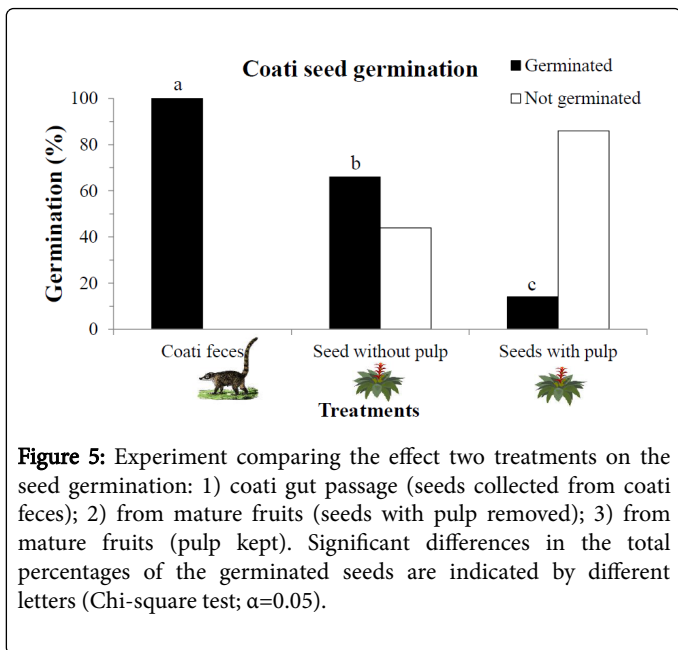 Coati seed germination
Germinated
Not germinated
Germination (%)
100
80
60
40
20
0
a
b
c
Coati feces
Seed without pulp
Seeds with pulp
Treatments
Figure 5: Experiment comparing the effect two treatments on the
seed germination: 1) coati gut passage (seeds collected from coati
feces); 2) from mature fruits (seeds with pulp removed); 3) from
mature fruits (pulp kept). Significant differences in the total
percentages of the germinated seeds are indicated by different
letters (Chi-square test; α=0.05).